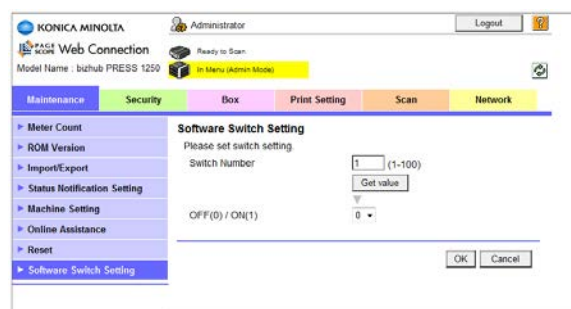 KONICA MINOLTA
Administrator
Logout
?
PAGE SCOPE Web Connection
Ready to Scan
Model Name : bizhub PRESS 1250
In Menu (Admin Mode)
Maintenance
Security
Box
Print Setting
Scan
Network
Meter Count
ROM Version
Import/Export
Status Notification Setting
Machine Setting
Online Assistance
Reset
Software Switch Setting
Software Switch Setting
Please set switch setting.
Switch Number
1 (1-100)
Get value
OFF(0) / ON(1)
0
OK
Cancel